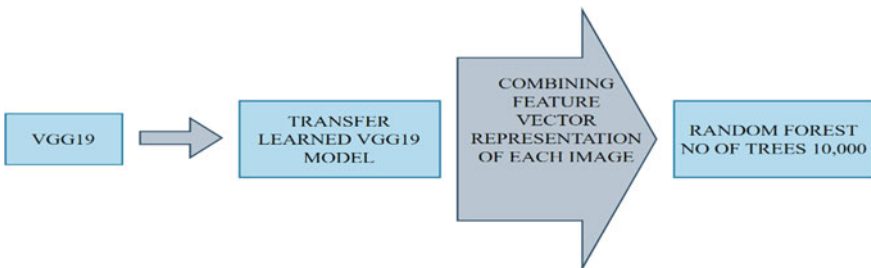 VGG19
TRANSFER
LEARNED VGG19
MODEL
COMBINING
FEATURE
VECTOR
REPRESENTATION
OF EACH IMAGE
RANDOM FOREST
NO OF TREES 10,000